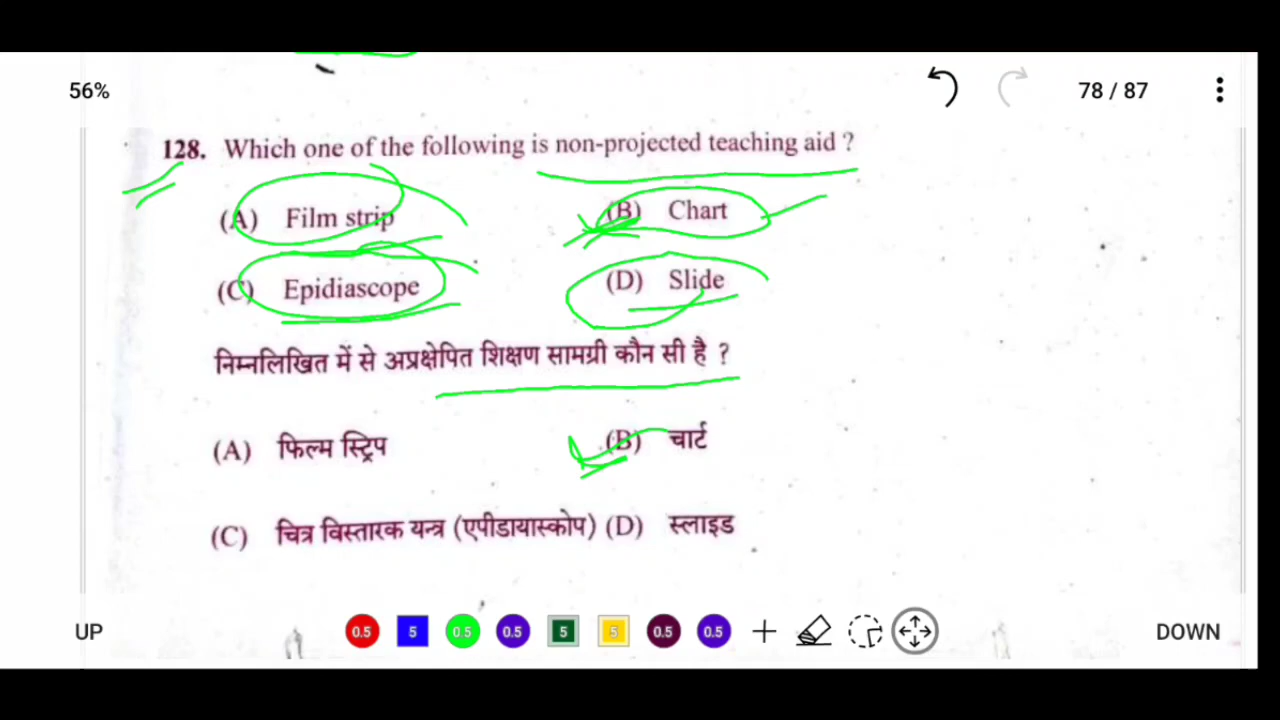 56%
78 / 87
128. Which one of the following is non-projected teaching aid ?
(A) Film strip (B) Chart
(C) Epidiascope (D) Slide
निम्नलिखित में से अप्रक्षेपित शिक्षण सामग्री कौन सी है ?
(A) फिल्म स्ट्रिप (B) चार्ट
(C) चित्र विस्तारक यन्त्र (एपीडायास्कोप) (D) स्लाइड
UP 0.5 5 0.5 0.5 5 5 0.5 0.5 DOWN